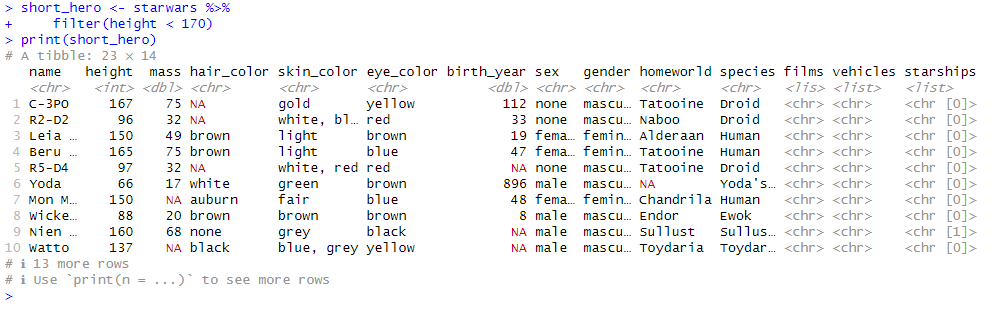 > short_hero <- starwars %>%
+     filter(height < 170)
> print(short_hero)
# A tibble: 23 × 14
   name   height  mass hair_color skin_color  eye_color birth_year sex   gender homeworld species films vehicles starships
   <chr>   <int> <dbl> <chr>      <chr>       <chr>          <dbl> <chr> <chr>  <chr>     <chr>   <lis> <list>   <list>
 1 C-3PO     167    75 NA         gold        yellow           112 none  mascu… Tatooine  Droid   <chr> <chr>    <chr [0]>
 2 R2-D2      96    32 NA         white, bl… red               33 none  mascu… Naboo     Droid   <chr> <chr>    <chr [0]>
 3 Leia …    150    49 brown      light       brown             19 fema… femin… Alderaan  Human   <chr> <chr>    <chr [0]>
 4 Beru …    165    75 brown      light       blue              47 fema… femin… Tatooine  Human   <chr> <chr>    <chr [0]>
 5 R5-D4      97    32 NA         white, red  red               NA none  mascu… Tatooine  Droid   <chr> <chr>    <chr [0]>
 6 Yoda       66    17 white      green       brown            896 male  mascu… NA        Yoda's… <chr> <chr>    <chr [0]>
 7 Mon M…    150    NA auburn     fair        blue              48 fema… femin… Chandrila Human   <chr> <chr>    <chr [0]>
 8 Wicke…     88    20 brown      brown       brown              8 male  mascu… Endor     Ewok    <chr> <chr>    <chr [0]>
 9 Nien …    160    68 none       grey        black             NA male  mascu… Sullust   Sullus… <chr> <chr>    <chr [1]>
10 Watto     137    NA black      blue, grey  yellow            NA male  mascu… Toydaria  Toydar… <chr> <chr>    <chr [0]>
# ℹ 13 more rows
# ℹ Use `print(n = ...)` to see more rows
>